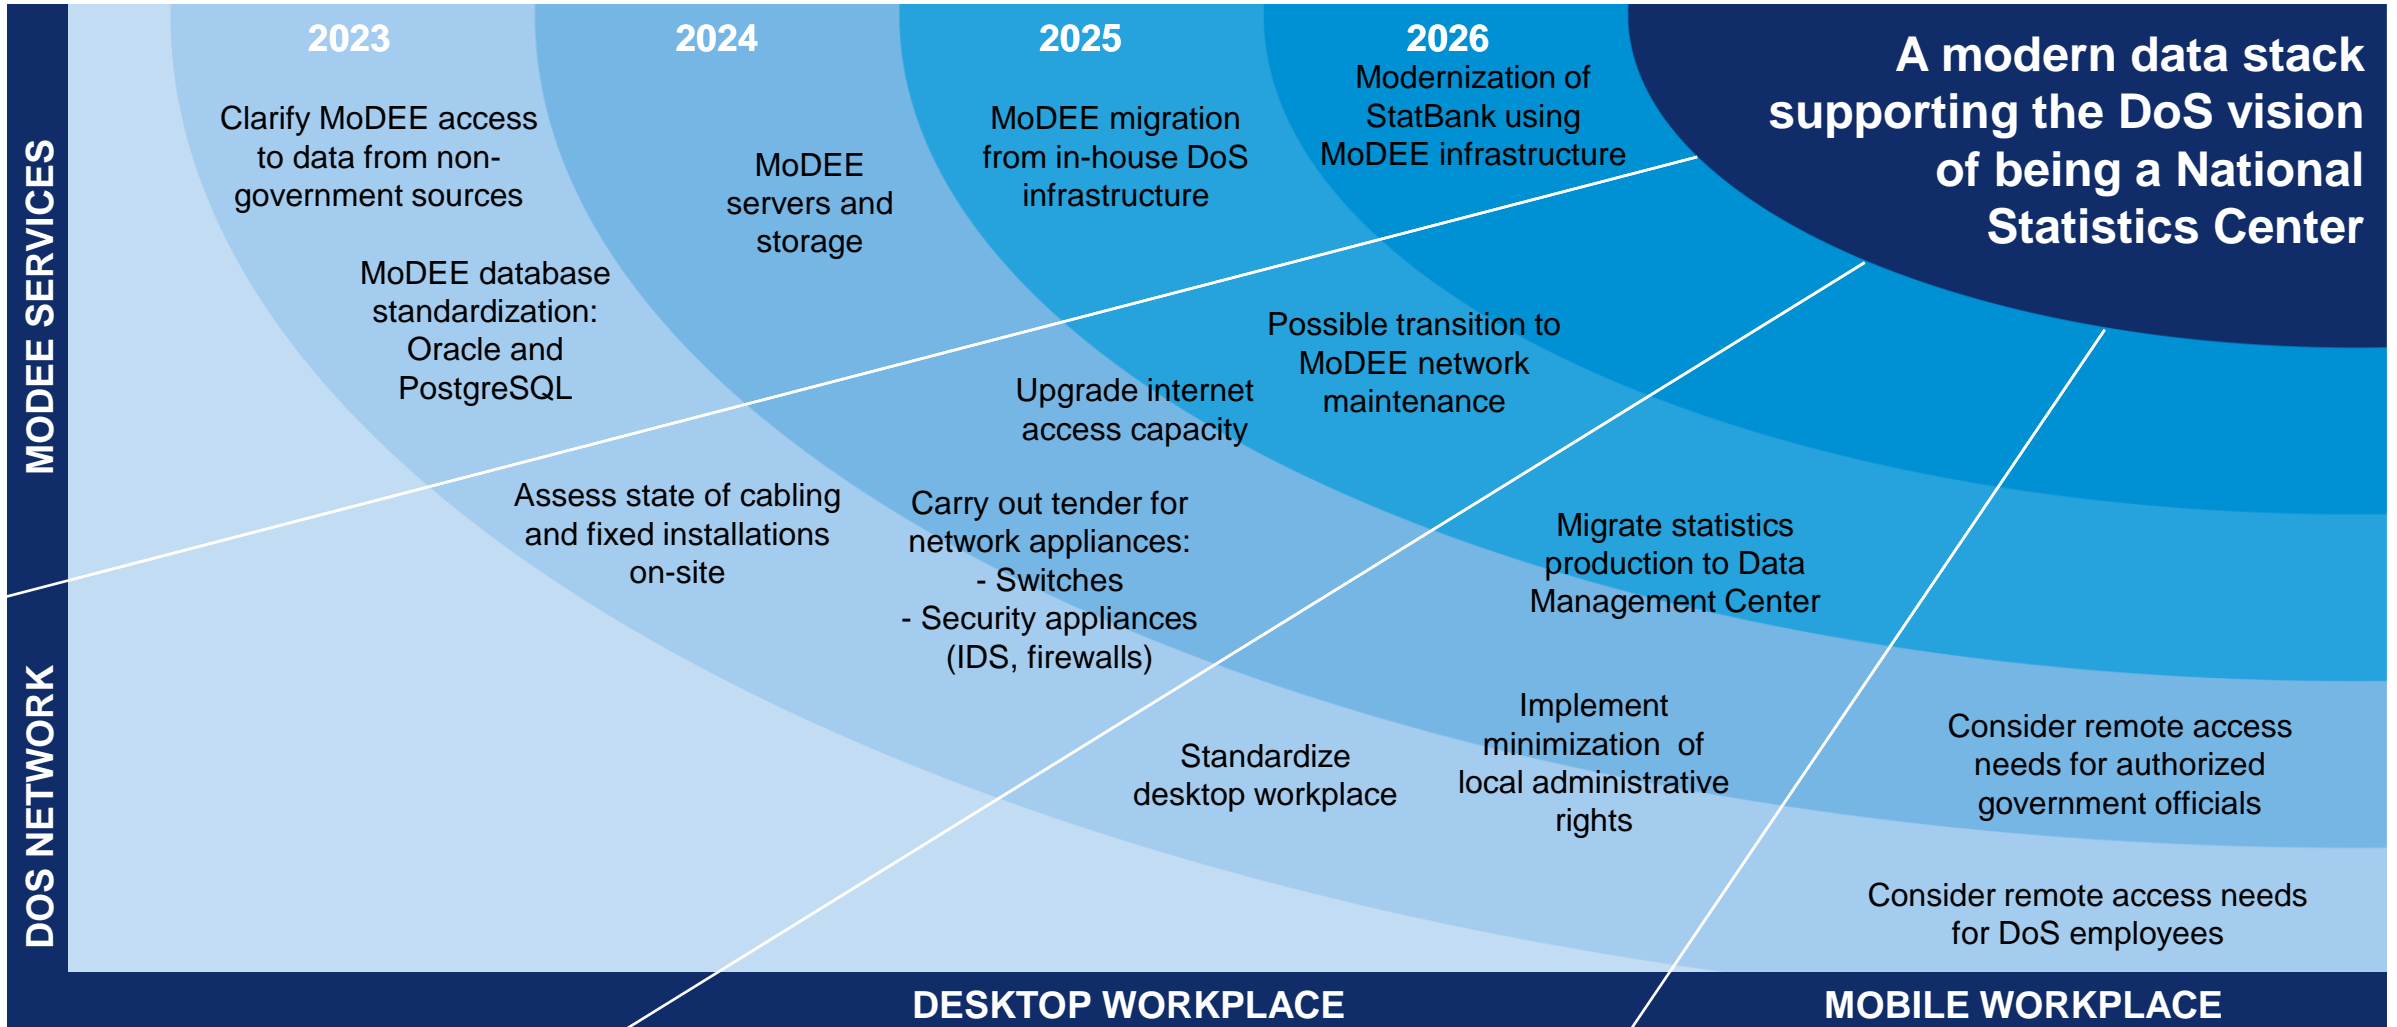 2023
2024
2025
2026
A modern data stack
supporting the DoS vision
of being a National
Statistics Center
MODEE SERVICES
Clarify MoDEE access
to data from non-
government sources
MoDEE database
standardization:
Oracle and
PostgreSQL
MoDEE
servers and
storage
MoDEE migration
from in-house DoS
infrastructure
Modernization of
StatBank using
MoDEE infrastructure
DOS NETWORK
Assess state of cabling
and fixed installations
on-site
Carry out tender for
network appliances:
- Switches
- Security appliances
(IDS, firewalls)
Upgrade internet
access capacity
Possible transition to
MoDEE network
maintenance
Standardize
desktop workplace
Implement
minimization of
local administrative
rights
Migrate statistics
production to Data
Management Center
DESKTOP WORKPLACE
Consider remote access
needs for authorized
government officials
Consider remote access needs
for DoS employees
MOBILE WORKPLACE